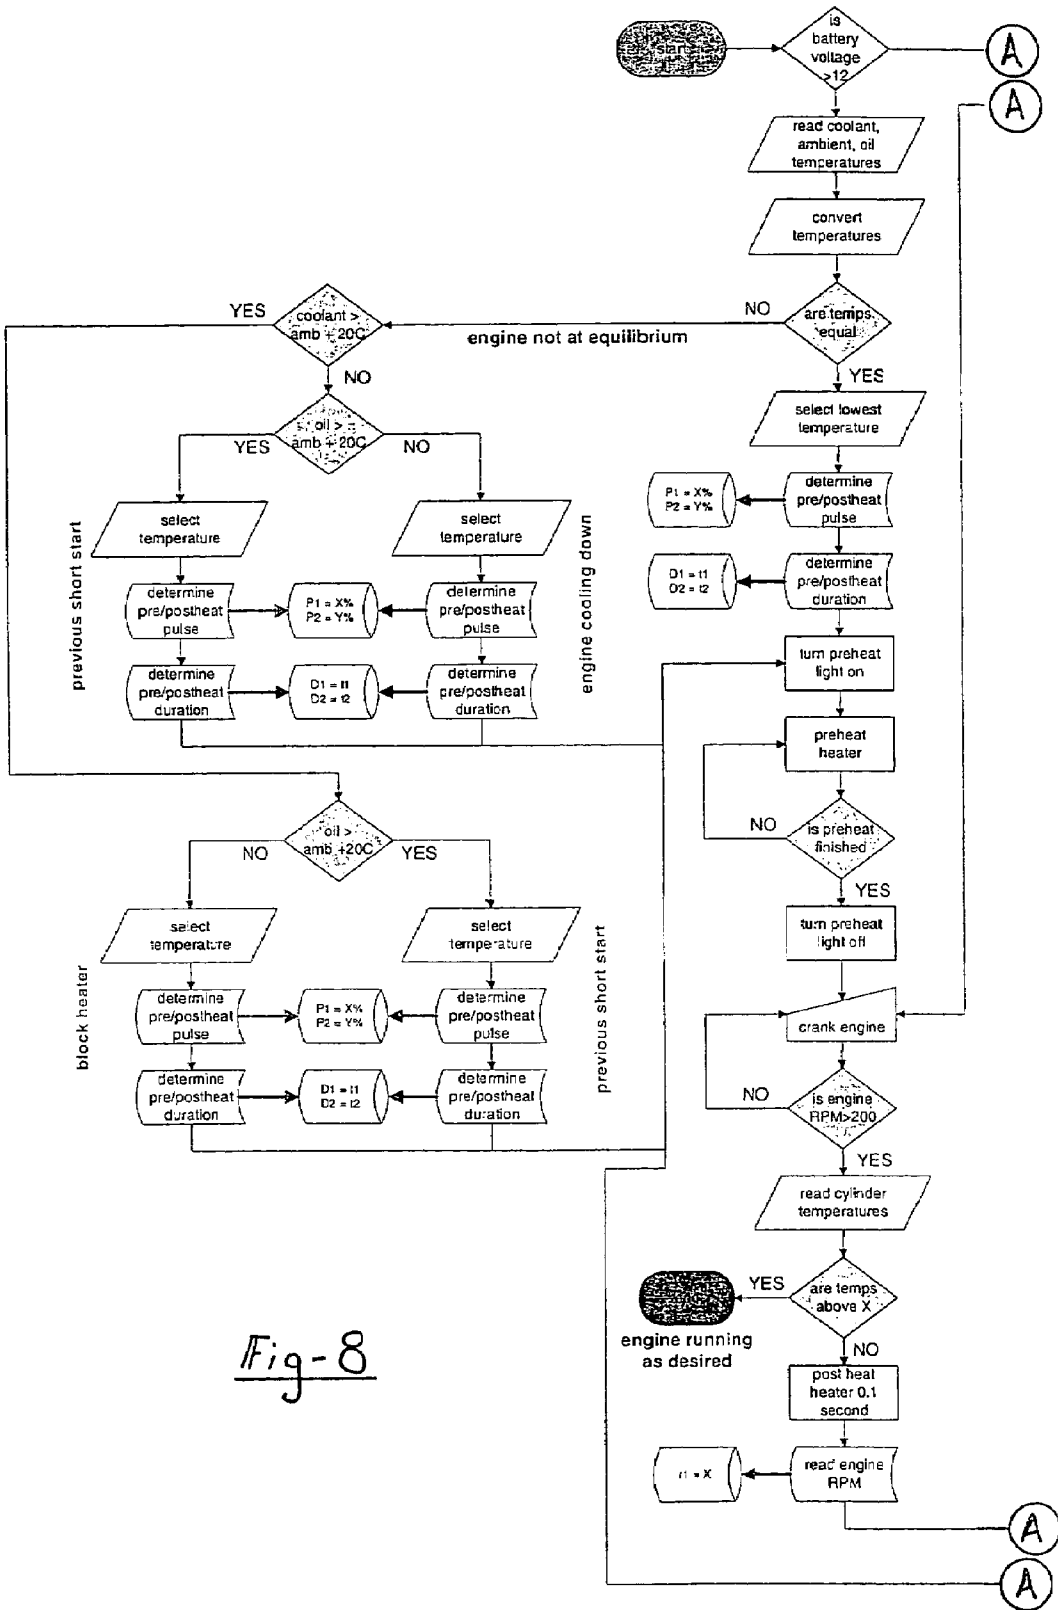 start
is
battery
voltage
>12
A
A
read coolant,
ambient, oil
temperatures
convert
temperatures
are temps
equal
NO
YES
engine not at equilibrium
coolant >
amb + 20C
YES
NO
oil >
amb + 20C
YES
NO
select
temperature
select
temperature
previous short start
engine cooling down
determine
pre/postheat
pulse
P1 = X%
P2 = Y%
determine
pre/postheat
pulse
determine
pre/postheat
duration
D1 = t1
D2 = t2
determine
pre/postheat
duration
select lowest
temperature
P1 = X%
P2 = Y%
determine
pre/postheat
pulse
D1 = t1
D2 = t2
determine
pre/postheat
duration
turn preheat
light on
preheat
heater
is preheat
finished
NO
YES
turn preheat
light off
oil >
amb +20C
NO
YES
select
temperature
select
temperature
block heater
previous short start
determine
pre/postheat
pulse
P1 = X%
P2 = Y%
determine
pre/postheat
pulse
determine
pre/postheat
duration
D1 = t1
D2 = t2
determine
pre/postheat
duration
crank engine
is engine
RPM>200
NO
YES
read cylinder
temperatures
are temps
above X
YES
NO
engine running
as desired
post heat
heater 0.1
second
read engine
RPM
= X
A
A
Fig-8